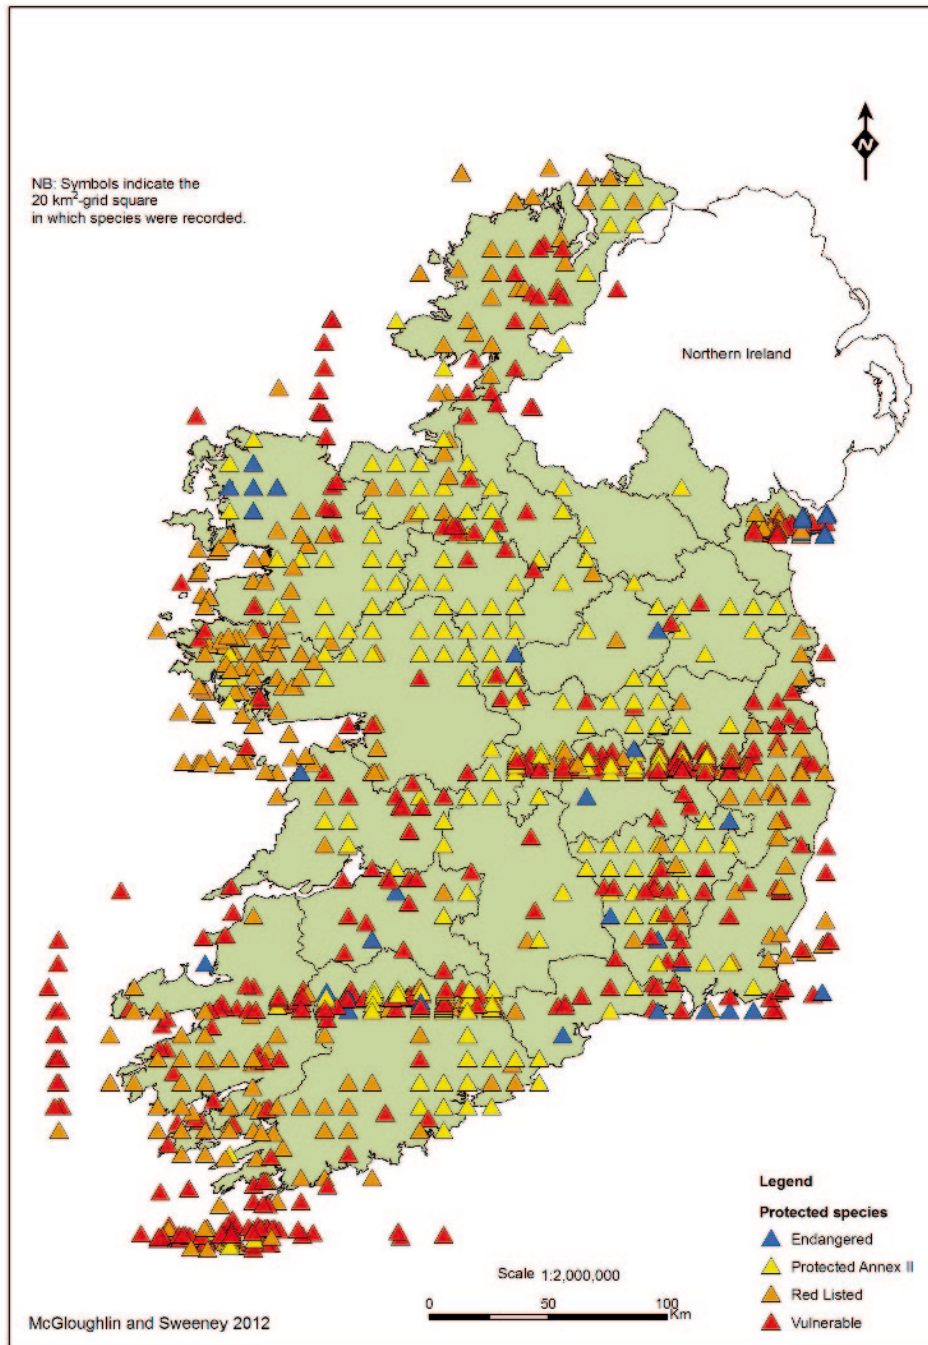 N
NB: Symbols indicate the
20 km²-grid square
in which species were recorded.
Northern Ireland
Legend
Protected species
Endangered
Protected Annex II
Red Listed
Vulnerable
Scale 1:2,000,000
0 50 100
Km
McGloughlin and Sweeney 2012